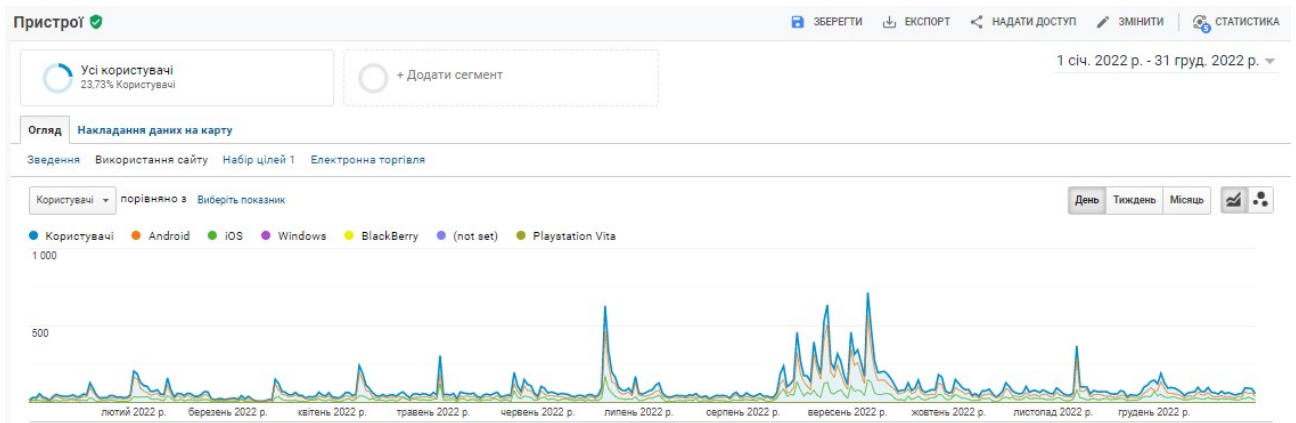 Пристрої
ЗБЕРЕГТИ ЕКСПОРТ НАДАТИ ДОСТУП ЗМІНИТИ 5 СТАТИСТИКА
1 січ. 2022 р. - 31 груд. 2022 р.
Усі користувачі
23,73% Користувачі
+ Додати сегмент
Огляд Накладання даних на карту
Зведення Використання сайту Набір цілей 1 Електронна торгівля
Користувачі порівняно з Виберіть показник
День Тиждень Місяць
Користувачі Android iOS Windows BlackBerry (not set) Playstation Vita
1 000
500
лютий 2022 р. березень 2022 р. квітень 2022 р. травень 2022 р. червень 2022 р. липень 2022 р. серпень 2022 р. вересень 2022 р. жовтень 2022 р. листопад 2022 р. грудень 2022 р.